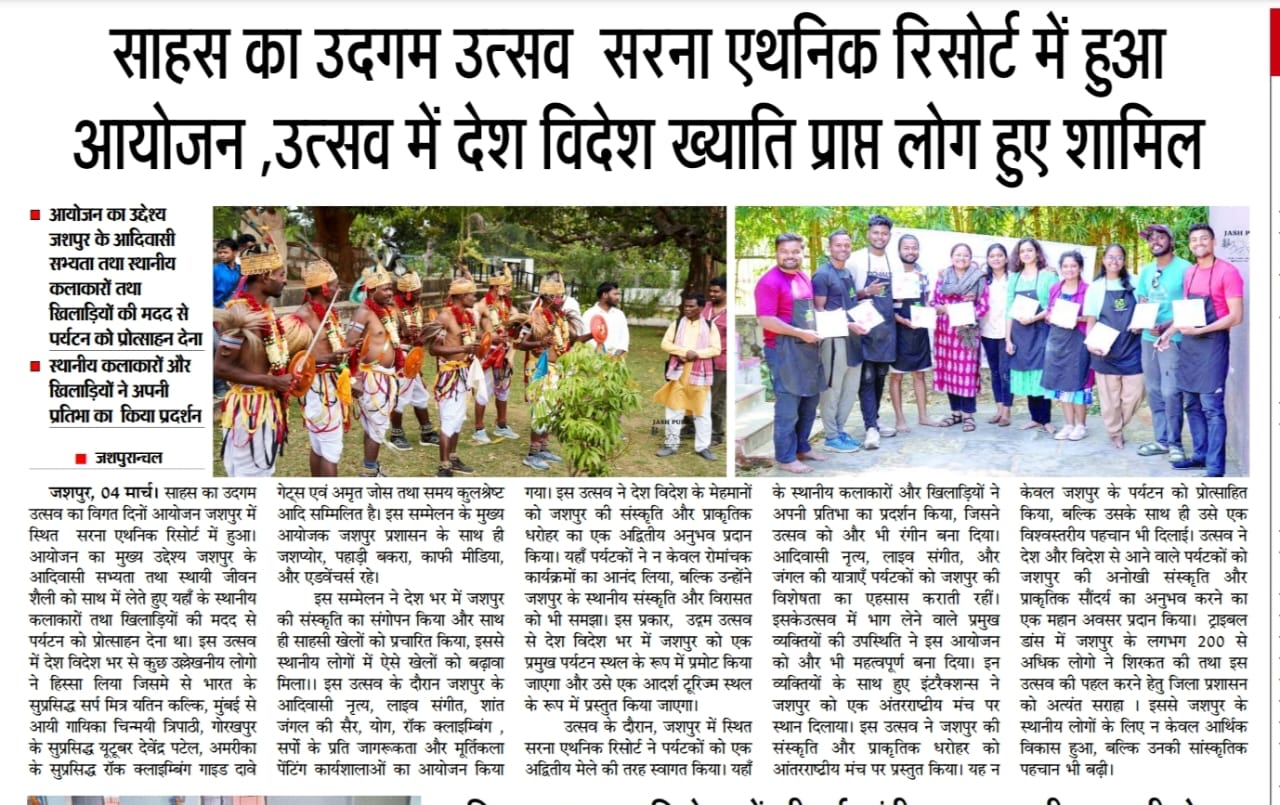 साहस का उदगम उत्सव सरना एथनिक रिसोर्ट में हुआ
आयोजन ,उत्सव में देश विदेश ख्याति प्राप्त लोग हुए शामिल
आयोजन का उद्देश्य
जशपुर के आदिवासी
सभ्यता तथा स्थानीय
कलाकारों तथा
खिलाड़ियों की मदद से
पर्यटन को प्रोत्साहन देना
स्थानीय कलाकारों और
खिलाड़ियों ने अपनी
प्रतिभा का किया प्रदर्शन
जशपुरान्चल
जशपुर, 04 मार्च। साहस का उदगम
उत्सव का विगत दिनों आयोजन जशपुर में
स्थित सरना एथनिक रिसोर्ट में हुआ।
आयोजन का मुख्य उद्देश्य जशपुर के
आदिवासी सभ्यता तथा स्थायी जीवन
शैली को साथ में लेते हुए यहाँ के स्थानीय
कलाकारों तथा खिलाड़ियों की मदद से
पर्यटन को प्रोत्साहन देना था। इस उत्सव
में देश विदेश भर से कुछ उल्लेखनीय लोगो
ने हिस्सा लिया जिसमे से भारत के
सुप्रसिद्ध सर्प मित्र यतिन कल्कि, मुंबई से
आयी गायिका चिन्मयी त्रिपाठी, गोरखपुर
के सुप्रसिद्ध यूटूबर देवेंद्र पटेल, अमरीका
के सुप्रसिद्ध रॉक क्लाइम्बिंग गाइड दावे
गेट्स एवं अमृत जोस तथा समय कुलश्रेष्ट
आदि सम्मिलित है। इस सम्मेलन के मुख्य
आयोजक जशपुर प्रशासन के साथ ही
जशप्योर, पहाड़ी बकरा, काफी मीडिया,
और एडवेंचर्स रहे।
इस सम्मेलन ने देश भर में जशपुर
की संस्कृति का संगोपन किया और साथ
ही साहसी खेलों को प्रचारित किया, इससे
स्थानीय लोगों में ऐसे खेलों को बढ़ावा
मिला।। इस उत्सव के दौरान जशपुर के
आदिवासी नृत्य, लाइव संगीत, शांत
जंगल की सैर, योग, रॉक क्लाइम्बिंग ,
सर्पो के प्रति जागरूकता और मूर्तिकला
पेंटिंग कार्यशालाओं का आयोजन किया
गया। इस उत्सव ने देश विदेश के मेहमानों
को जशपुर की संस्कृति और प्राकृतिक
धरोहर का एक अद्वितीय अनुभव प्रदान
किया। यहाँ पर्यटकों ने न केवल रोमांचक
कार्यक्रमों का आनंद लिया, बल्कि उन्होंने
जशपुर के स्थानीय संस्कृति और विरासत
को भी समझा। इस प्रकार, उद्गम उत्सव
से देश विदेश भर में जशपुर को एक
प्रमुख पर्यटन स्थल के रूप में प्रमोट किया
जाएगा और उसे एक आदर्श टूरिज्म स्थल
के रूप में प्रस्तुत किया जाएगा।
उत्सव के दौरान, जशपुर में स्थित
सरना एथनिक रिसोर्ट ने पर्यटकों को एक
अद्वितीय मेले की तरह स्वागत किया। यहाँ
के स्थानीय कलाकारों और खिलाड़ियों ने
अपनी प्रतिभा का प्रदर्शन किया, जिसने
उत्सव को और भी रंगीन बना दिया।
आदिवासी नृत्य, लाइव संगीत, और
जंगल की यात्राएँ पर्यटकों को जशपुर की
विशेषता का एहसास कराती रहीं।
इसकेउत्सव में भाग लेने वाले प्रमुख
व्यक्तियों की उपस्थिति ने इस आयोजन
को और भी महत्वपूर्ण बना दिया। इन
व्यक्तियों के साथ हुए इंटरैक्शन्स ने
जशपुर को एक अंतरराष्टीय मंच पर
स्थान दिलाया। इस उत्सव ने जशपुर की
संस्कृति और प्राकृतिक धरोहर को
आंतरराष्टीय मंच पर प्रस्तुत किया। यह न
केवल जशपुर के पर्यटन को प्रोत्साहित
किया, बल्कि उसके साथ ही उसे एक
विश्वस्तरीय पहचान भी दिलाई। उत्सव ने
देश और विदेश से आने वाले पर्यटकों को
जशपुर की अनोखी संस्कृति और
प्राकृतिक सौंदर्य का अनुभव करने का
एक महान अवसर प्रदान किया। ट्राइबल
डांस में जशपुर के लगभग 200 से
अधिक लोगो ने शिरकत की तथा इस
उत्सव की पहल करने हेतु जिला प्रशासन
को अत्यंत सराहा । इससे जशपुर के
स्थानीय लोगों के लिए न केवल आर्थिक
विकास हुआ, बल्कि उनकी सांस्कृतिक
पहचान भी बढ़ी।